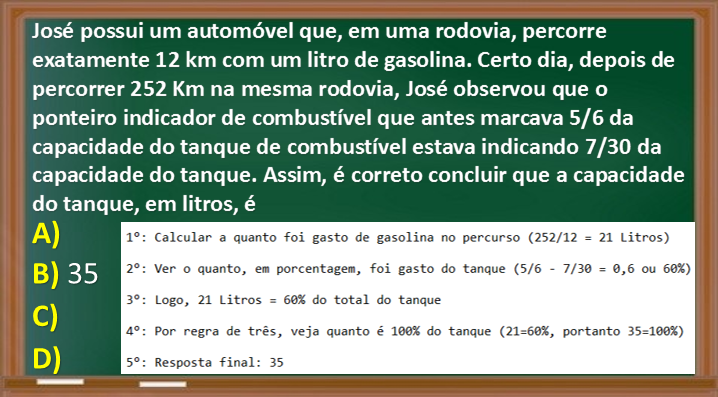 José possui um automóvel que, em uma rodovia, percorre
exatamente 12 km com um litro de gasolina. Certo dia, depois de
percorrer 252 Km na mesma rodovia, José observou que o
ponteiro indicador de combustível que antes marcava 5/6 da
capacidade do tanque de combustível estava indicando 7/30 da
capacidade do tanque. Assim, é correto concluir que a capacidade
do tanque, em litros, é
A)
B) 35
C)
D)
1º: Calcular a quanto foi gasto de gasolina no percurso (252/12 = 21 Litros)
2º: Ver o quanto, em porcentagem, foi gasto do tanque (5/6 - 7/30 = 0,6 ou 60%)
3º: Logo, 21 Litros = 60% do total do tanque
4º: Por regra de três, veja quanto é 100% do tanque (21=60%, portanto 35=100%)
5º: Resposta final: 35